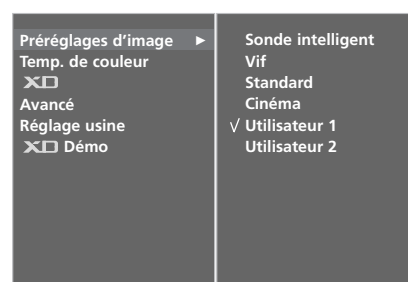 Préréglages d'image ►
Temp. de couleur
XD
Avancé
Réglage usine
XD Démo
Sonde intelligent
Vif
Standard
Cinéma
√ Utilisateur 1
Utilisateur 2